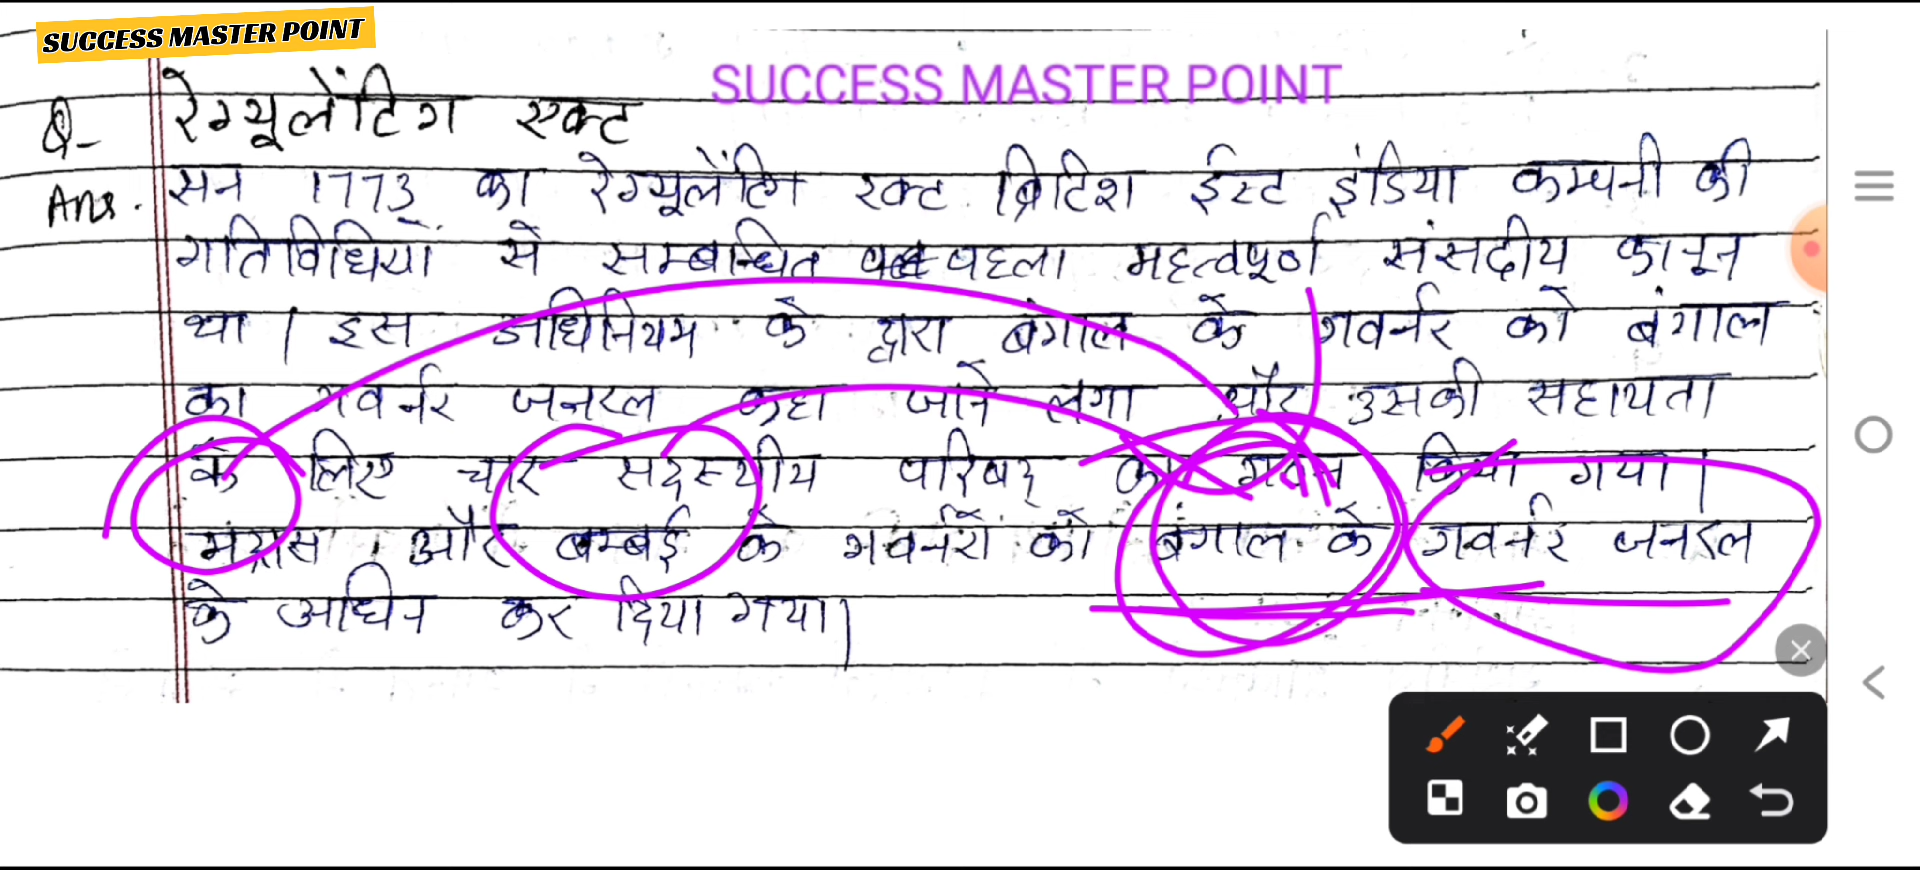 SUCCESS MASTER POINT
SUCCESS MASTER POINT
Q- रेग्यूलेंटिग एक्ट
Ans. सन 1773 का रेग्यूलेंटिग एक्ट ब्रिटिश ईस्ट इंडिया कम्पनी की
गतिविधियों से सम्बन्धित पहला महत्वपूर्ण संसदीय कानून
था। इस अधिनियम के द्वारा बंगाल के गवर्नर को बंगाल
का गवर्नर जनरल कहा जाने लगा और उसकी सहायता
के लिए चार सदस्यीय परिषद् का गठन किया गया।
मद्रास और बम्बई के गवर्नरों को बंगाल के गवर्नर जनरल
के अधिन कर दिया गया।